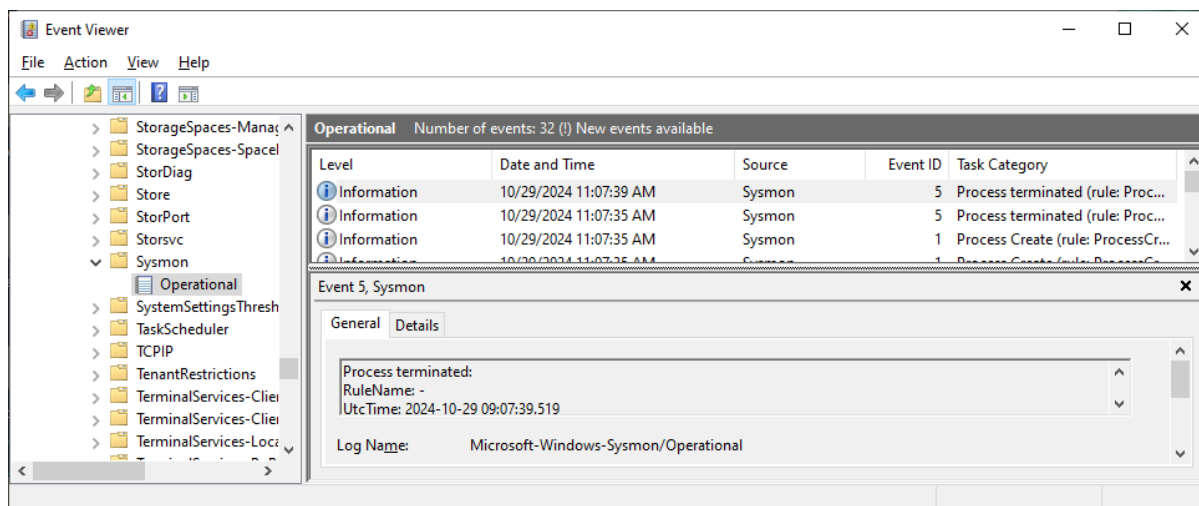 Event Viewer
File Action View Help
StorageSpaces-Manag
StorageSpaces-Spacel
StorDiag
Store
StorPort
Storsvc
Sysmon
Operational
SystemSettingsThresh
TaskScheduler
TCPIP
TenantRestrictions
TerminalServices-Clie
TerminalServices-Clie
TerminalServices-Loca
Operational Number of events: 32 (!) New events available
Level Date and Time Source Event ID Task Category
Information 10/29/2024 11:07:39 AM Sysmon 5 Process terminated (rule: Proc...
Information 10/29/2024 11:07:35 AM Sysmon 5 Process terminated (rule: Proc...
Information 10/29/2024 11:07:35 AM Sysmon 1 Process Create (rule: ProcessCr...
Event 5, Sysmon
General Details
Process terminated:
RuleName: -
UtcTime: 2024-10-29 09:07:39.519
Log Name: Microsoft-Windows-Sysmon/Operational